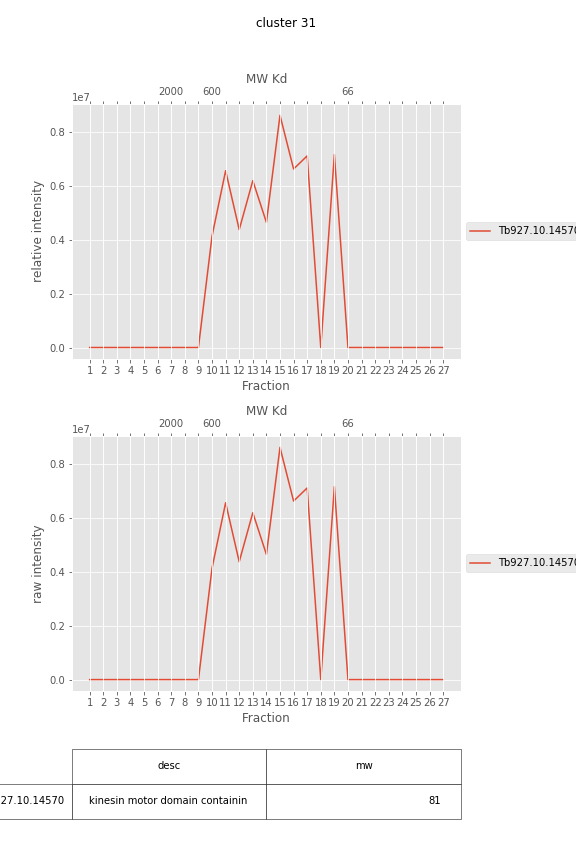 cluster 31
MW Kd
2000 600 66
1e7
0.8
0.6
0.4
0.2
0.0
relative intensity
Tb927.10.14570
1 2 3 4 5 6 7 8 9 10 11 12 13 14 15 16 17 18 19 20 21 22 23 24 25 26 27
Fraction
MW Kd
2000 600 66
1e7
0.8
0.6
0.4
0.2
0.0
raw intensity
Tb927.10.14570
1 2 3 4 5 6 7 8 9 10 11 12 13 14 15 16 17 18 19 20 21 22 23 24 25 26 27
Fraction
desc mw
27.10.14570 kinesin motor domain containin 81